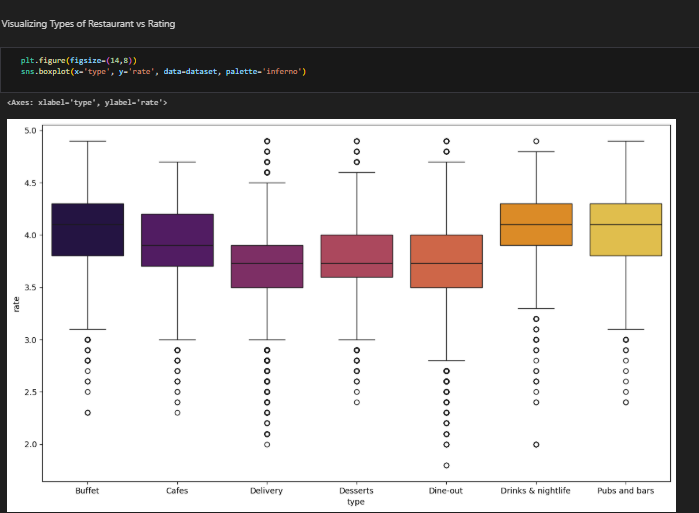 Visualizing Types of Restaurant vs Rating
plt.figure(figsize=(14,8))
sns.boxplot(x='type', y='rate', data=dataset, palette='inferno')
<Axes: xlabel='type', ylabel='rate'>
5.0
4.5
4.0
3.5
3.0
2.5
2.0
rate
Buffet Cafes Delivery Desserts Dine-out Drinks & nightlife Pubs and bars
type